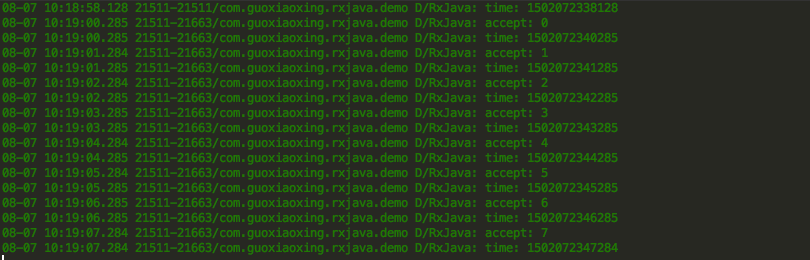 08-07 10:18:58.128 21511-21511/com.guoxiaoxing.rxjava.demo D/RxJava: time: 1502072338128
08-07 10:19:00.285 21511-21663/com.guoxiaoxing.rxjava.demo D/RxJava: accept: 0
08-07 10:19:00.285 21511-21663/com.guoxiaoxing.rxjava.demo D/RxJava: time: 1502072340285
08-07 10:19:01.284 21511-21663/com.guoxiaoxing.rxjava.demo D/RxJava: accept: 1
08-07 10:19:01.285 21511-21663/com.guoxiaoxing.rxjava.demo D/RxJava: time: 1502072341285
08-07 10:19:02.284 21511-21663/com.guoxiaoxing.rxjava.demo D/RxJava: accept: 2
08-07 10:19:02.285 21511-21663/com.guoxiaoxing.rxjava.demo D/RxJava: time: 1502072342285
08-07 10:19:03.285 21511-21663/com.guoxiaoxing.rxjava.demo D/RxJava: accept: 3
08-07 10:19:03.285 21511-21663/com.guoxiaoxing.rxjava.demo D/RxJava: time: 1502072343285
08-07 10:19:04.284 21511-21663/com.guoxiaoxing.rxjava.demo D/RxJava: accept: 4
08-07 10:19:04.285 21511-21663/com.guoxiaoxing.rxjava.demo D/RxJava: time: 1502072344285
08-07 10:19:05.284 21511-21663/com.guoxiaoxing.rxjava.demo D/RxJava: accept: 5
08-07 10:19:05.285 21511-21663/com.guoxiaoxing.rxjava.demo D/RxJava: time: 1502072345285
08-07 10:19:06.285 21511-21663/com.guoxiaoxing.rxjava.demo D/RxJava: accept: 6
08-07 10:19:06.285 21511-21663/com.guoxiaoxing.rxjava.demo D/RxJava: time: 1502072346285
08-07 10:19:07.284 21511-21663/com.guoxiaoxing.rxjava.demo D/RxJava: accept: 7
08-07 10:19:07.284 21511-21663/com.guoxiaoxing.rxjava.demo D/RxJava: time: 1502072347284